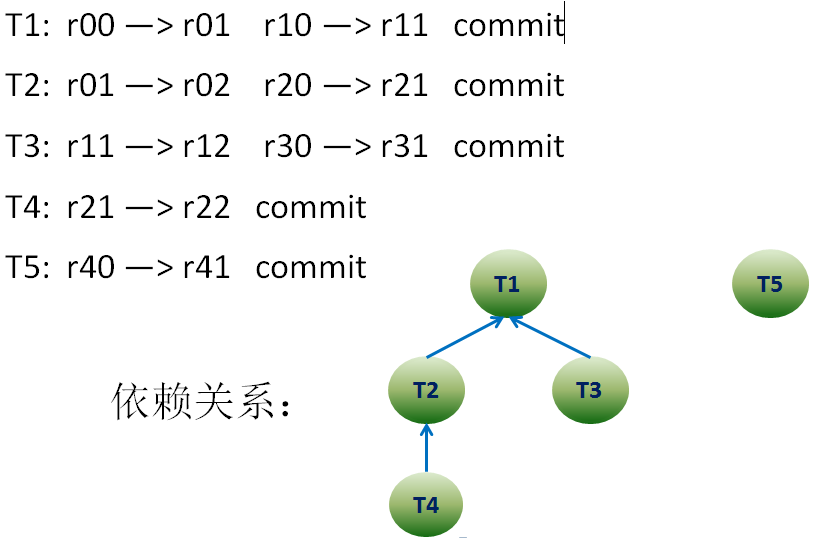 T1: r00 —> r01 r10 —> r11 commit
T2: r01 —> r02 r20 —> r21 commit
T3: r11 —> r12 r30 —> r31 commit
T4: r21 —> r22 commit
T5: r40 —> r41 commit
T1
T5
依赖关系：
T2
T3
T4